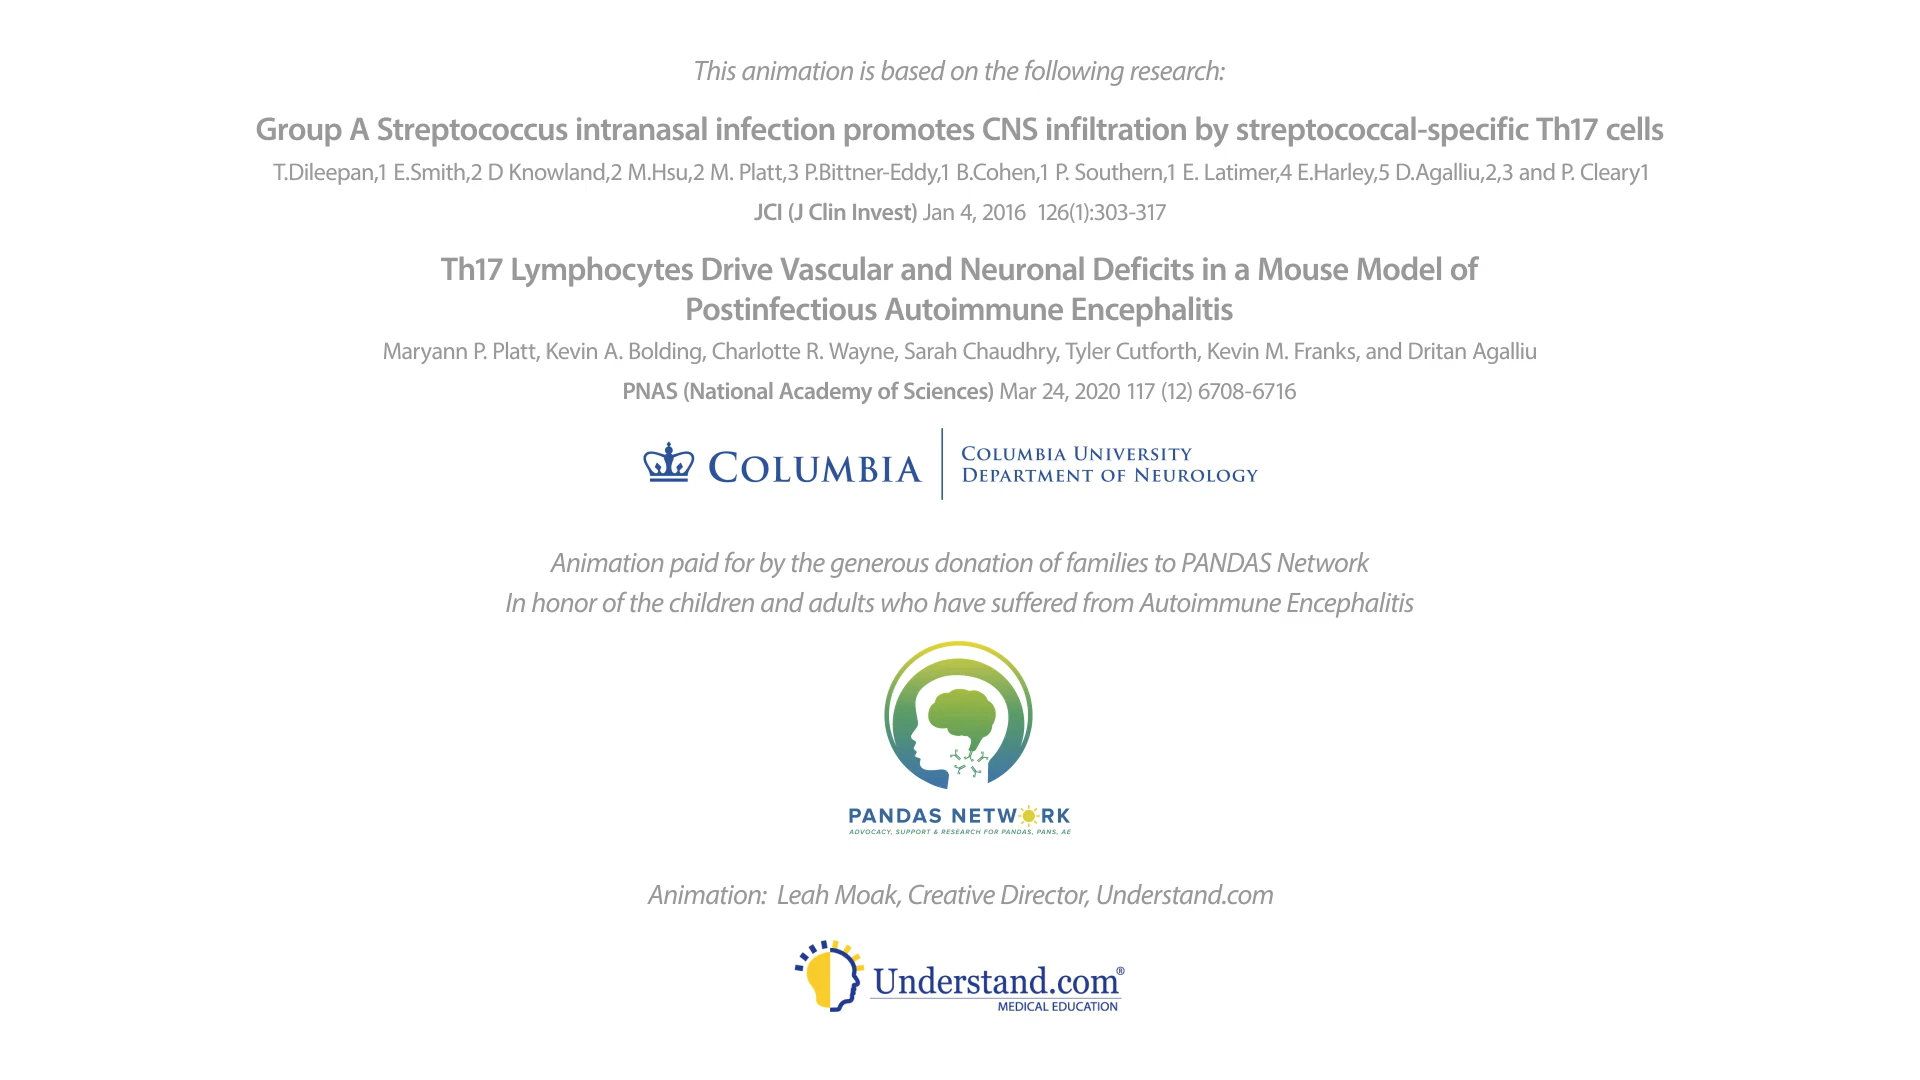 This animation is based on the following research:
Group A Streptococcus intranasal infection promotes CNS infiltration by streptococcal-specific Th17 cells
T.Dileepan,1 E.Smith,2 D Knowland,2 M.Hsu,2 M. Platt,3 P.Bittner-Eddy,1 B.Cohen,1 P. Southern,1 E. Latimer,4 E.Harley,5 D.Agalliu,2,3 and P. Cleary1
JCI (J Clin Invest) Jan 4, 2016 126(1):303-317
Th17 Lymphocytes Drive Vascular and Neuronal Deficits in a Mouse Model of
Postinfectious Autoimmune Encephalitis
Maryann P. Platt, Kevin A. Bolding, Charlotte R. Wayne, Sarah Chaudhry, Tyler Cutforth, Kevin M. Franks, and Dritan Agalliu
PNAS (National Academy of Sciences) Mar 24, 2020 117 (12) 6708-6716
COLUMBIA
COLUMBIA UNIVERSITY
DEPARTMENT OF NEUROLOGY
Animation paid for by the generous donation of families to PANDAS Network
In honor of the children and adults who have suffered from Autoimmune Encephalitis
PANDAS NETWORK
ADVOCACY, SUPPORT & RESEARCH FOR PANDAS, PANS, AE
Animation: Leah Moak, Creative Director, Understand.com
Understand.com®
MEDICAL EDUCATION